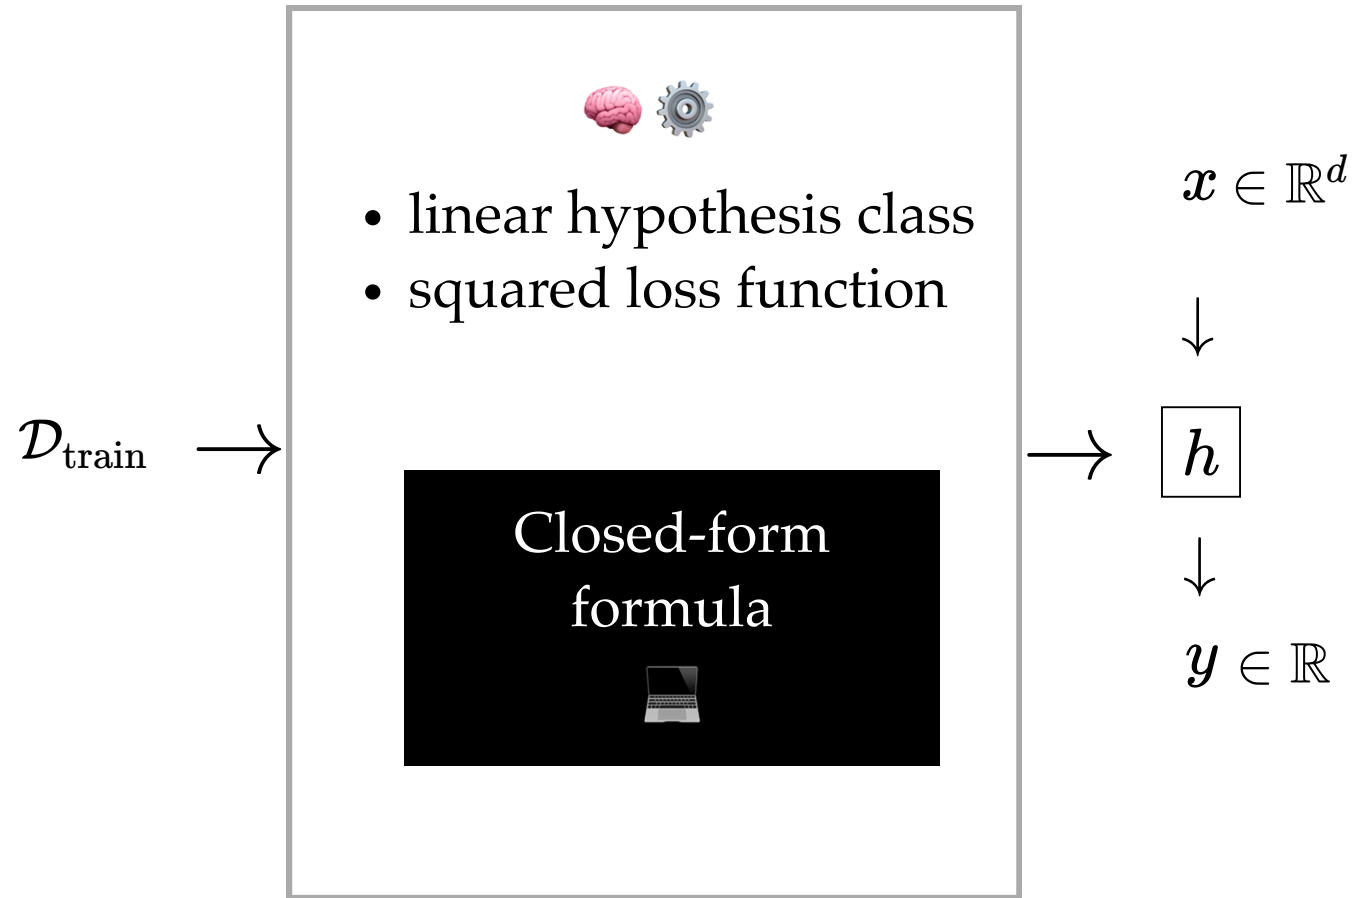 • linear hypothesis class
• squared loss function
𝒟train
Closed-form
formula
x ∈ ℝ^d
h
y ∈ ℝ